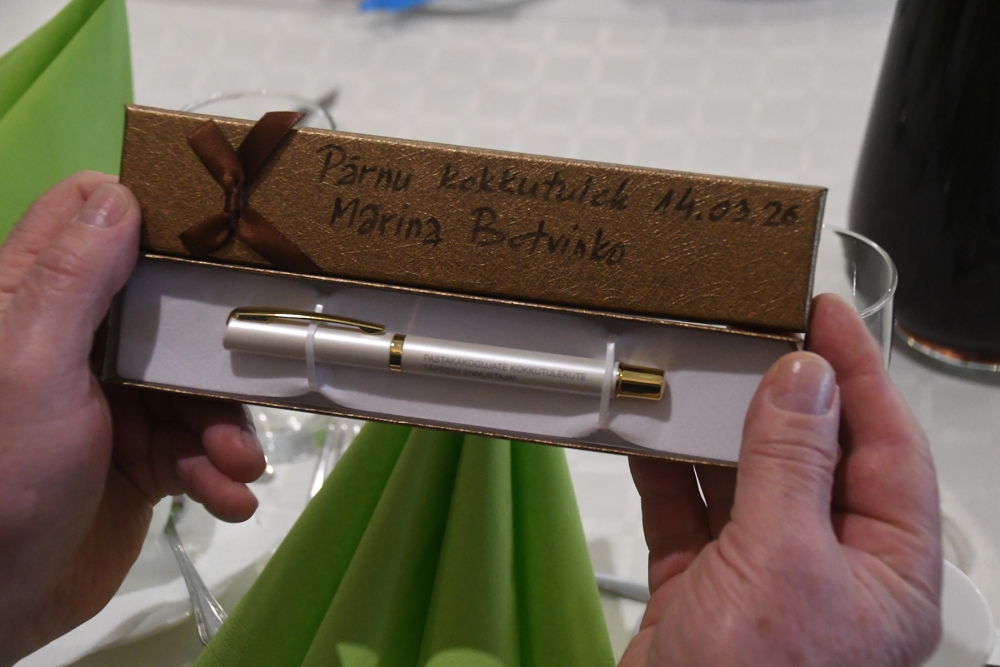 Pärnu kokkutulek 14.03.26
Marina Botvinko
PASTAKAKOGUJATE KOKKUTULEKUTE